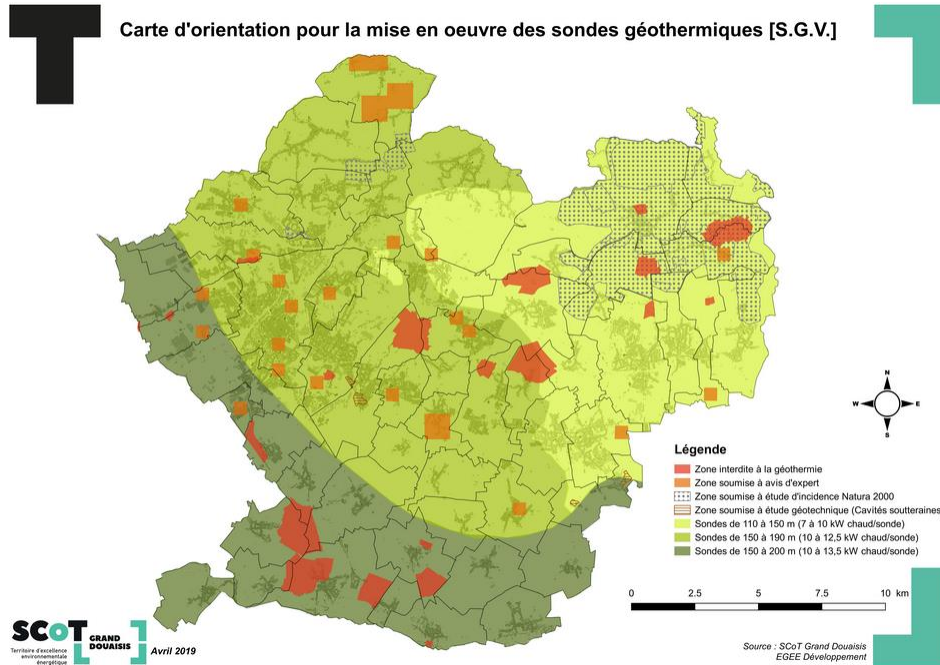 Carte d'orientation pour la mise en oeuvre des sondes géothermiques [S.G.V.]
N
W
E
S
Légende
Zone interdite à la géothermie
Zone soumise à avis d'expert
Zone soumise à étude d'incidence Natura 2000
Zone soumise à étude géotechnique (Cavités souterraines
Sondes de 110 à 150 m (7 à 10 kW chaud/sonde)
Sondes de 150 à 190 m (10 à 12,5 kW chaud/sonde)
Sondes de 150 à 200 m (10 à 13,5 kW chaud/sonde)
0 2.5 5 7.5 10 km
SCoT GRAND
DOUAISIS
Territoire d'excellence
environnementale
énergétique
Avril 2019
Source : SCoT Grand Douaisis
EGEE Développement